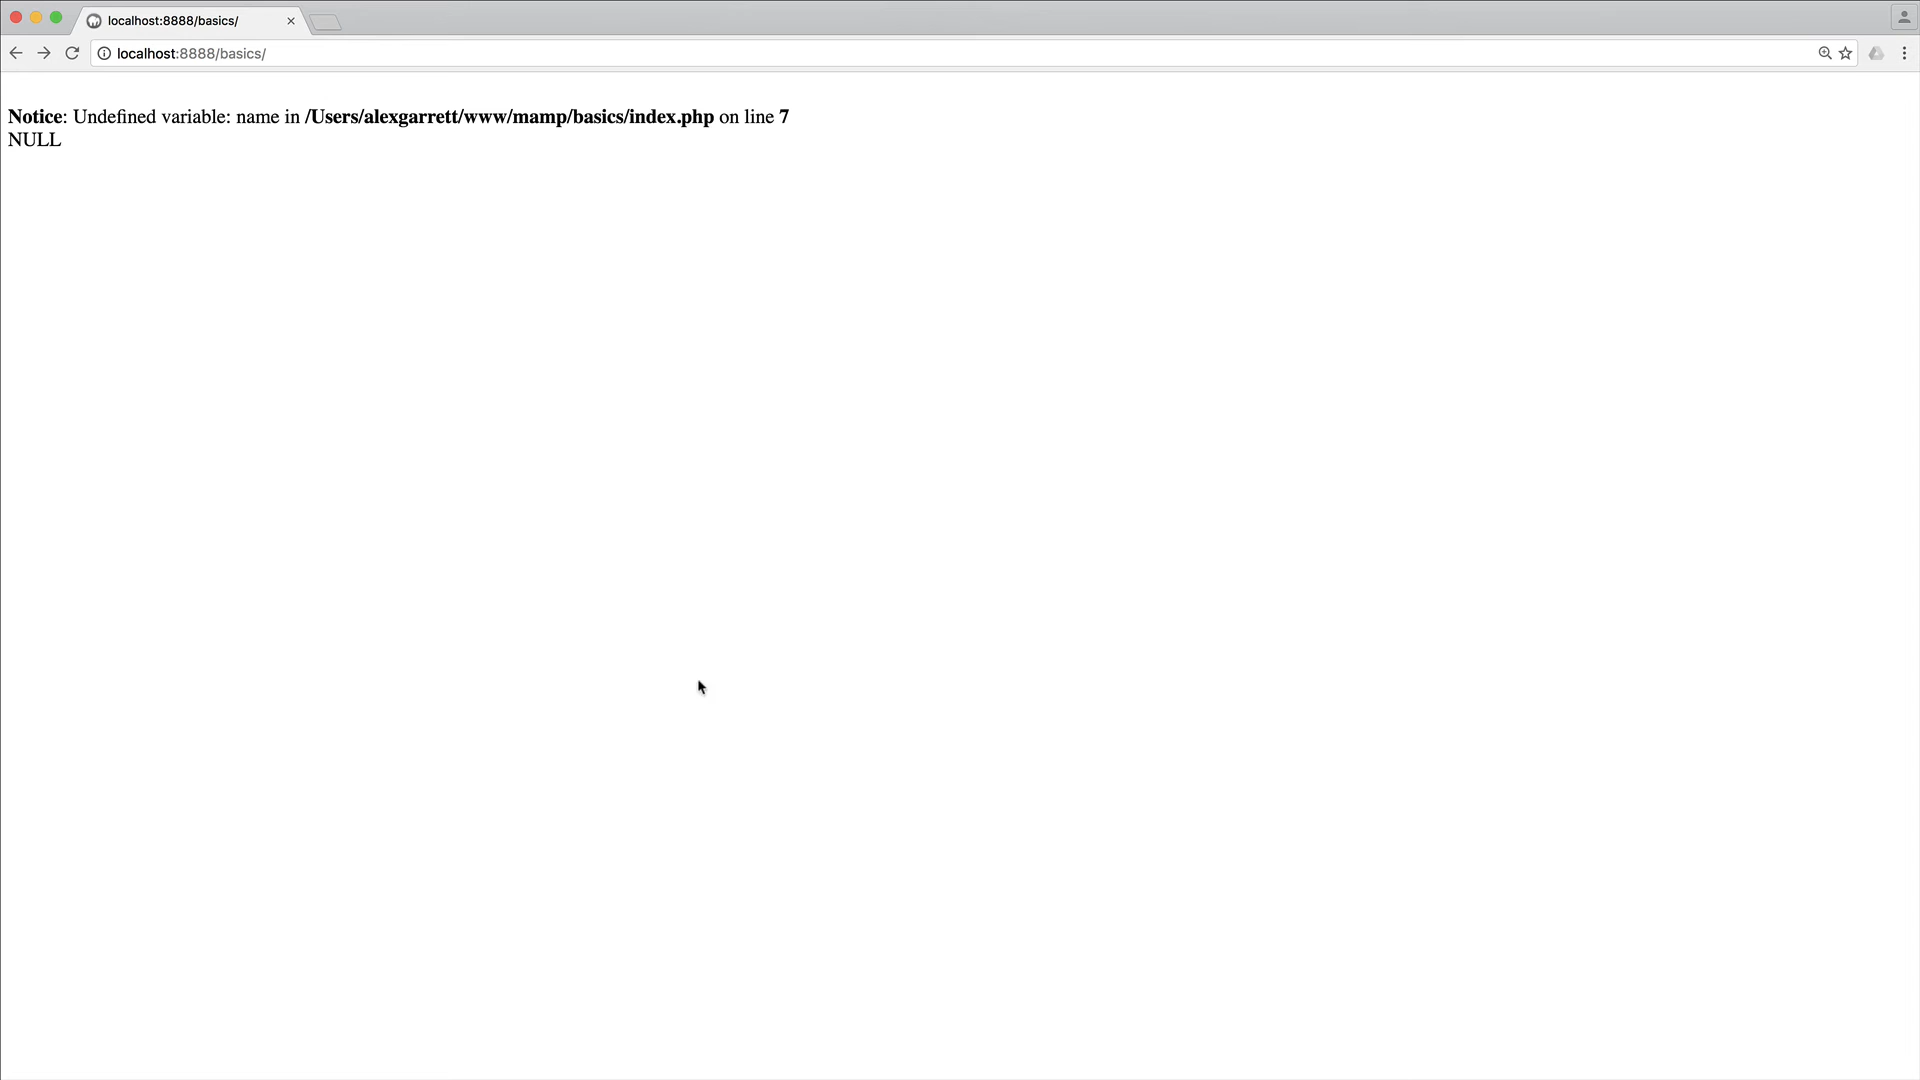 localhost:8888/basics/
localhost:8888/basics/
Notice: Undefined variable: name in /Users/alexgarrett/www/mamp/basics/index.php on line 7
NULL